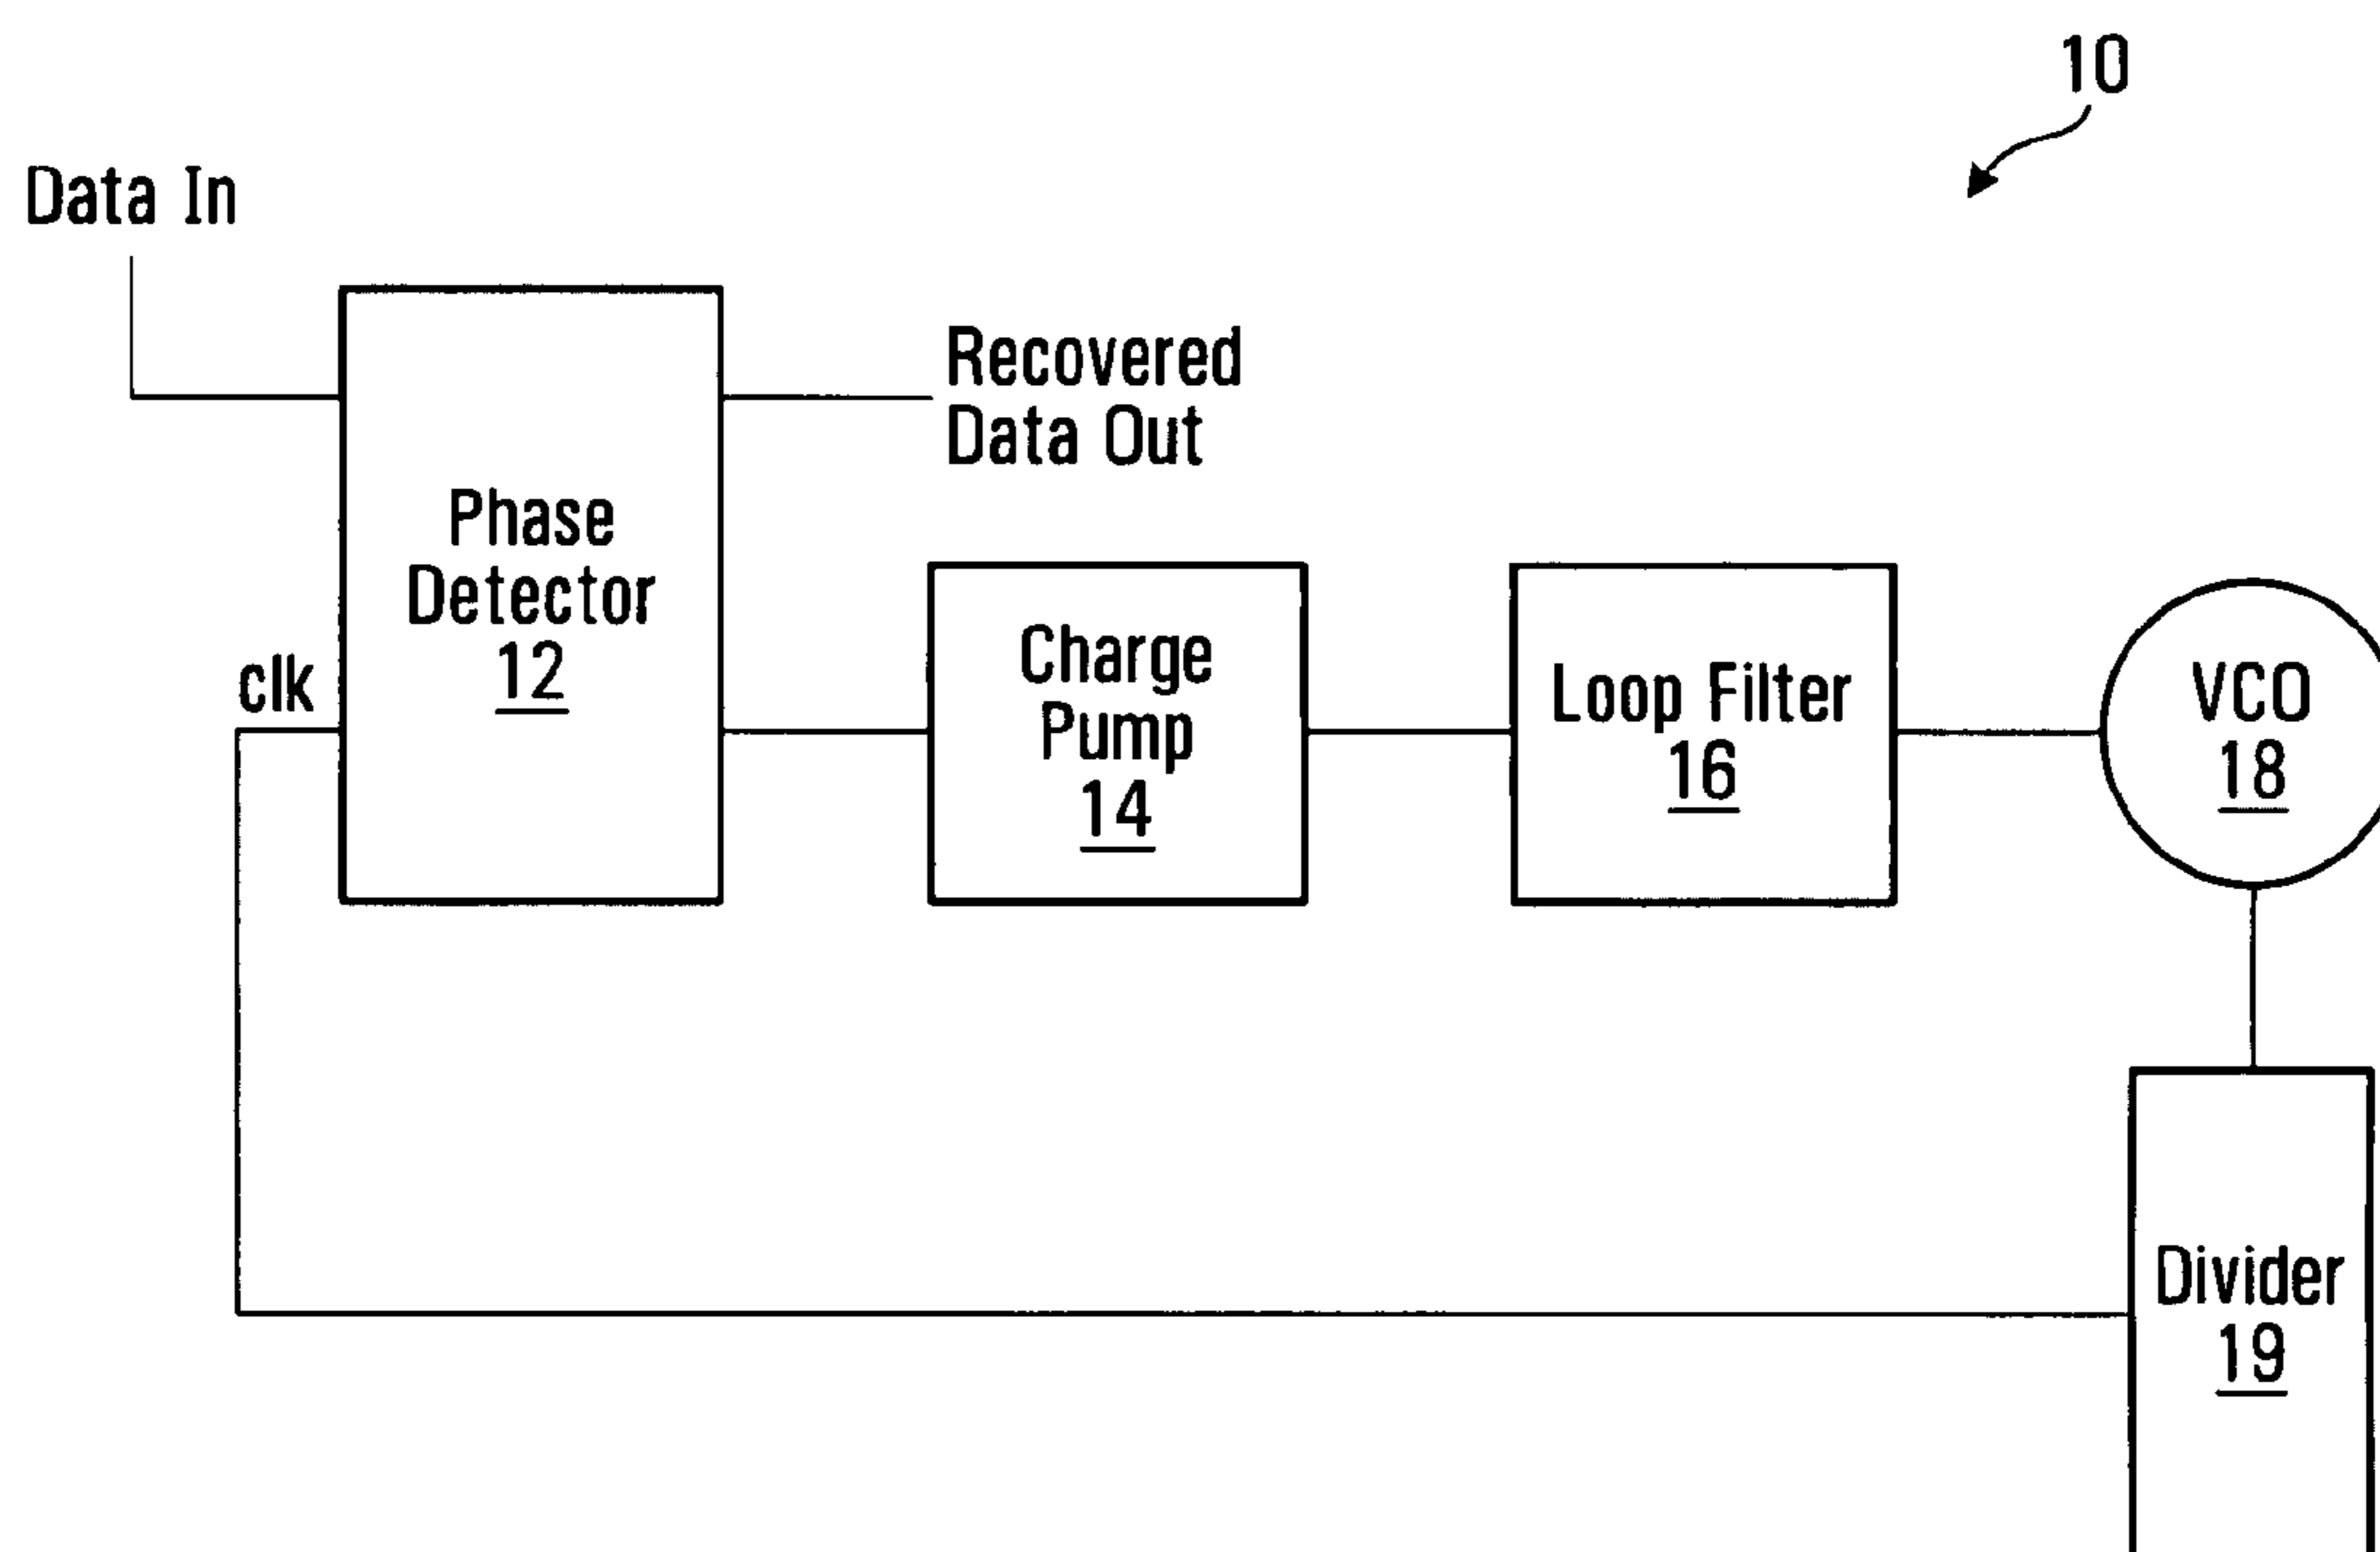 10
Data In
Recovered
Data Out
Phase
Detector
12
clk
Charge
Pump
14
Loop Filter
16
VCO
18
Divider
19